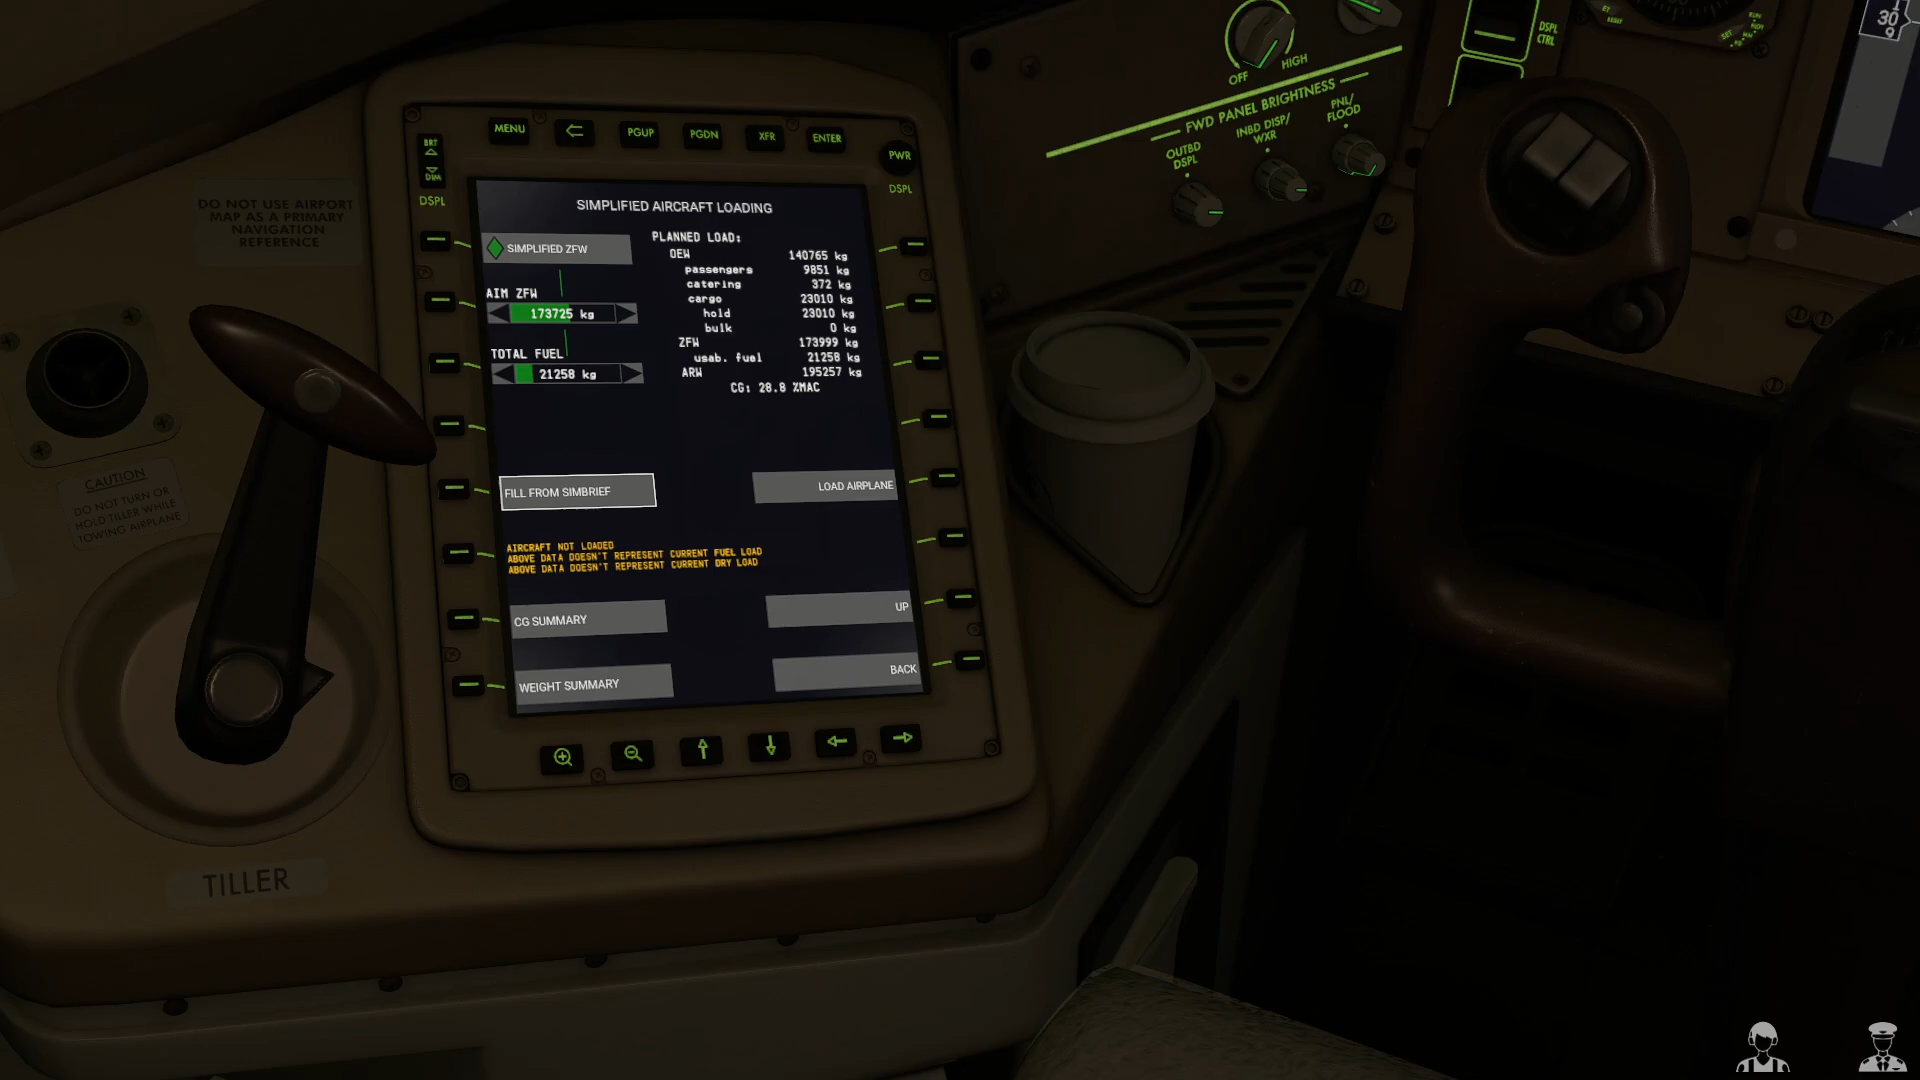 MENU
PGUP
PGDN
XFR
ENTER
BRT
DIM
DSPL
PWR
DSPL
DO NOT USE AIRPORT
MAP AS A PRIMARY
NAVIGATION
REFERENCE
SIMPLIFIED AIRCRAFT LOADING
SIMPLIFIED ZFW
AIM ZFW
173725 kg
TOTAL FUEL
21258 kg
PLANNED LOAD:
OEW 140765 kg
passengers 9851 kg
catering 372 kg
cargo 23010 kg
hold 23010 kg
bulk 0 kg
ZFW 173999 kg
usab. fuel 21258 kg
ARW 195257 kg
CG: 28.8 %MAC
FILL FROM SIMBRIEF
LOAD AIRPLANE
AIRCRAFT NOT LOADED
ABOVE DATA DOESN'T REPRESENT CURRENT FUEL LOAD
ABOVE DATA DOESN'T REPRESENT CURRENT DRY LOAD
CG SUMMARY
UP
WEIGHT SUMMARY
BACK
CAUTION
DO NOT TURN OR
HOLD TILLER WHILE
TOWING AIRPLANE
TILLER
OFF
HIGH
FWD PANEL BRIGHTNESS
OUTBD
DSPL
INBD DISP/
WXR
PNL/
FLOOD
DSPL
CTRL
ET
RESET
SET
30
9